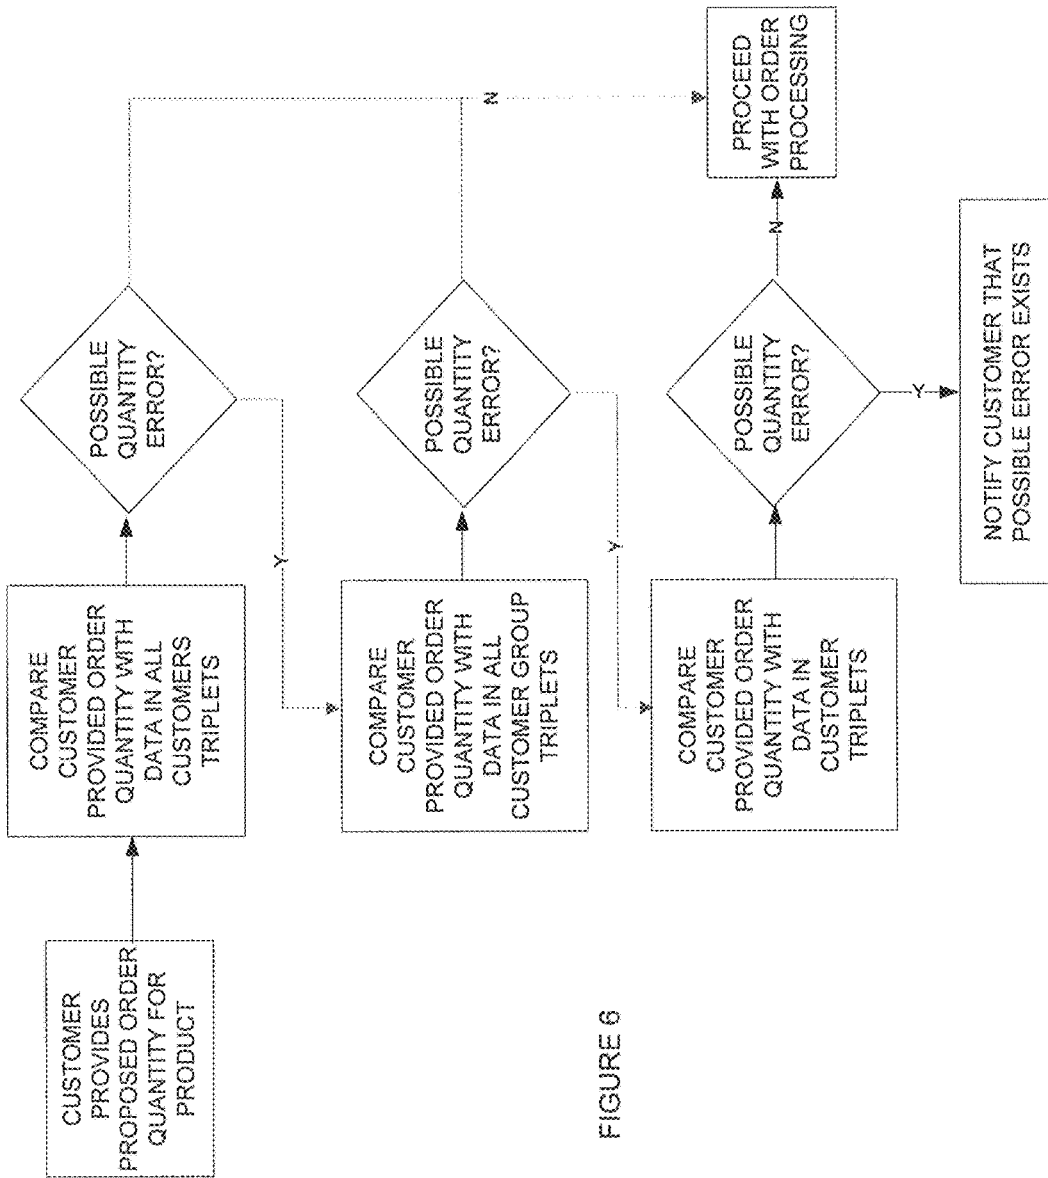 CUSTOMER
PROVIDES
PROPOSED ORDER
QUANTITY FOR
PRODUCT
COMPARE
CUSTOMER
PROVIDED ORDER
QUANTITY WITH
DATA IN ALL
CUSTOMERS
TRIPLETS
POSSIBLE
QUANTITY
ERROR?
Y
N
COMPARE
CUSTOMER
PROVIDED ORDER
QUANTITY WITH
DATA IN ALL
CUSTOMER GROUP
TRIPLETS
POSSIBLE
QUANTITY
ERROR?
Y
COMPARE
CUSTOMER
PROVIDED ORDER
QUANTITY WITH
DATA IN
CUSTOMER
TRIPLETS
POSSIBLE
QUANTITY
ERROR?
N
PROCEED
WITH ORDER
PROCESSING
Y
NOTIFY CUSTOMER THAT
POSSIBLE ERROR EXISTS
FIGURE 6